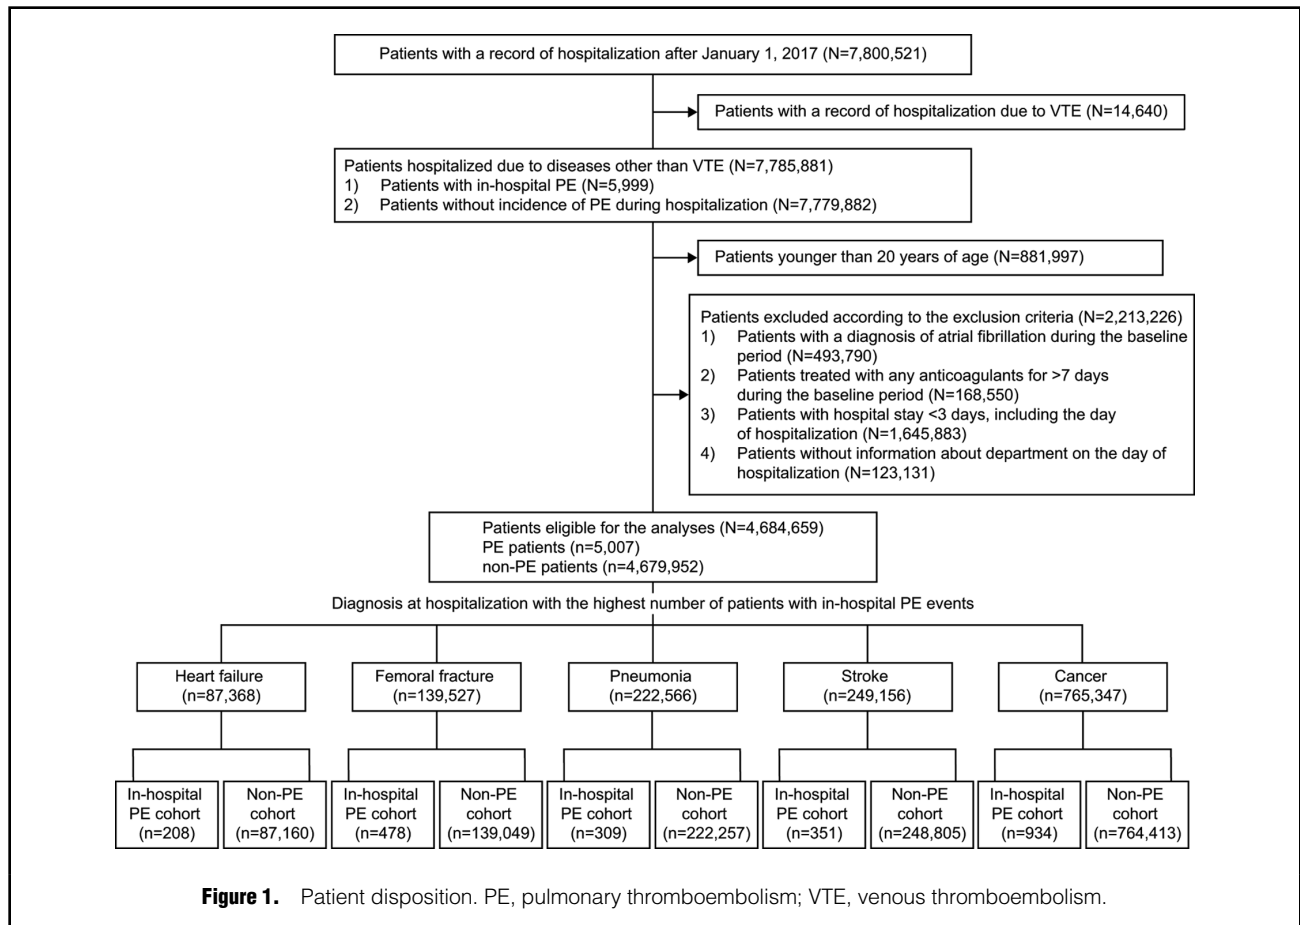 Patients with a record of hospitalization after January 1, 2017 (N=7,800,521)
Patients with a record of hospitalization due to VTE (N=14,640)
Patients hospitalized due to diseases other than VTE (N=7,785,881)
1) Patients with in-hospital PE (N=5,999)
2) Patients without incidence of PE during hospitalization (N=7,779,882)
Patients younger than 20 years of age (N=881,997)
Patients excluded according to the exclusion criteria (N=2,213,226)
1) Patients with a diagnosis of atrial fibrillation during the baseline
period (N=493,790)
2) Patients treated with any anticoagulants for >7 days
during the baseline period (N=168,550)
3) Patients with hospital stay <3 days, including the day
of hospitalization (N=1,645,883)
4) Patients without information about department on the day of
hospitalization (N=123,131)
Patients eligible for the analyses (N=4,684,659)
PE patients (n=5,007)
non-PE patients (n=4,679,952)
Diagnosis at hospitalization with the highest number of patients with in-hospital PE events
Heart failure
(n=87,368)
Femoral fracture
(n=139,527)
Pneumonia
(n=222,566)
Stroke
(n=249,156)
Cancer
(n=765,347)
In-hospital
PE cohort
(n=208)
Non-PE
cohort
(n=87,160)
In-hospital
PE cohort
(n=478)
Non-PE
cohort
(n=139,049)
In-hospital
PE cohort
(n=309)
Non-PE
cohort
(n=222,257)
In-hospital
PE cohort
(n=351)
Non-PE
cohort
(n=248,805)
In-hospital
PE cohort
(n=934)
Non-PE
cohort
(n=764,413)
Figure 1. Patient disposition. PE, pulmonary thromboembolism; VTE, venous thromboembolism.